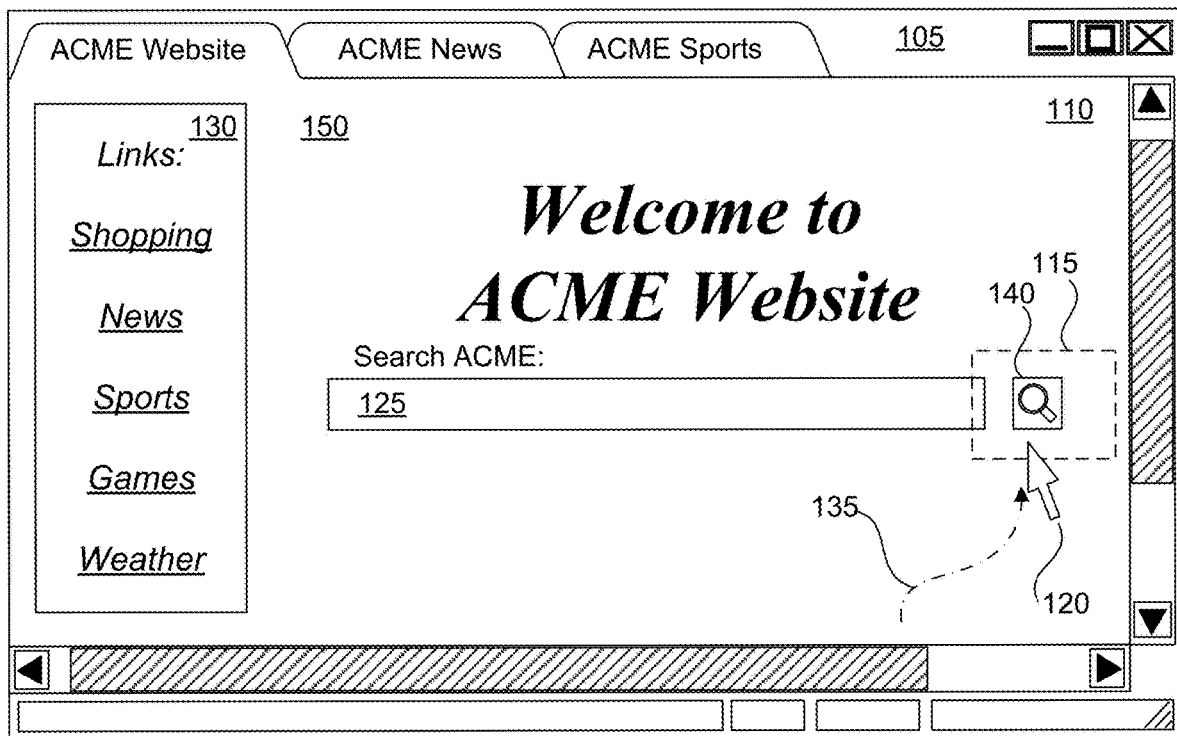 ACME Website
ACME News
ACME Sports
105
130
150
110
Links:
Shopping
News
Sports
Games
Weather
Welcome to
ACME Website
115
140
Search ACME:
125
135
120